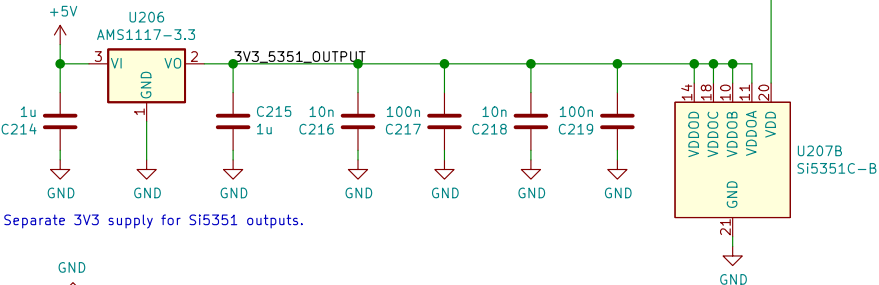 +5V
U206
AMS1117-3.3
3 VI VO 2
GND
1
3V3_5351_OUTPUT
1u
C214
C215
1u
10n
C216
100n
C217
10n
C218
100n
C219
14 18 10 11 20
VDDOD VDDOC VDDOB VDDOA VDD
GND
21
U207B
Si5351C-B
GND GND GND GND GND GND GND
Separate 3V3 supply for Si5351 outputs.
GND
GND